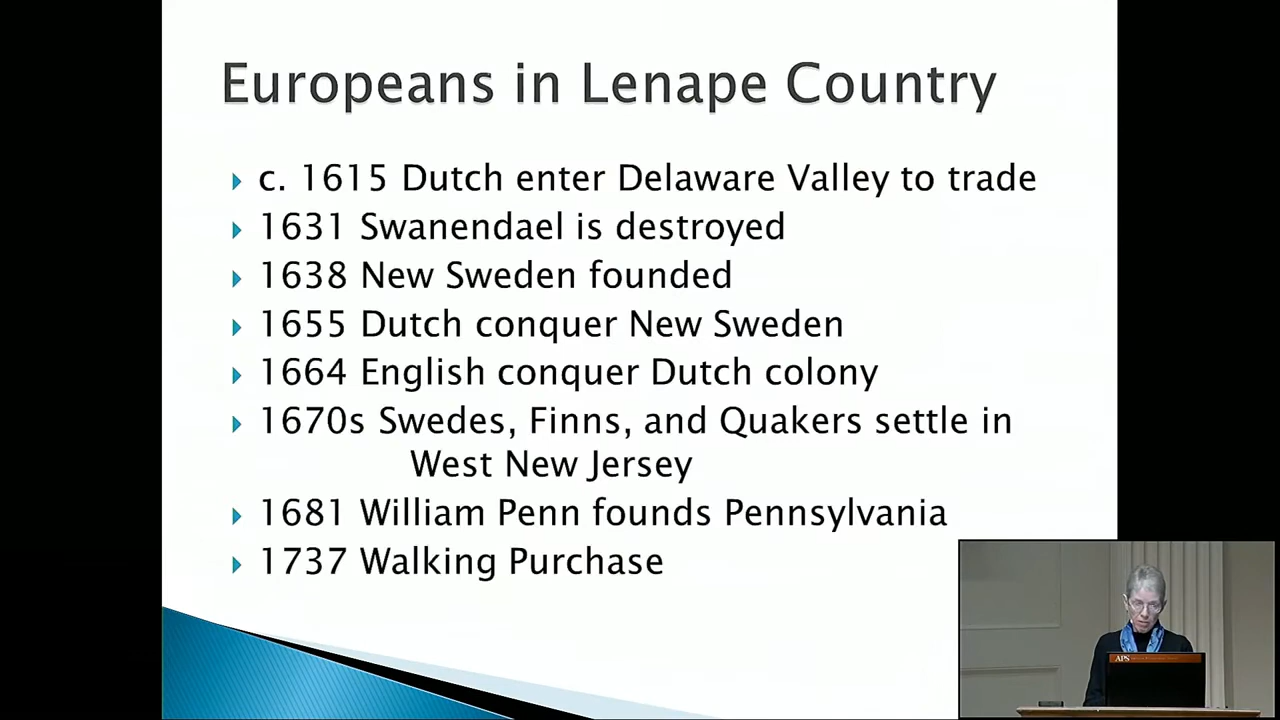 Europeans in Lenape Country
c. 1615 Dutch enter Delaware Valley to trade
1631 Swanendael is destroyed
1638 New Sweden founded
1655 Dutch conquer New Sweden
1664 English conquer Dutch colony
1670s Swedes, Finns, and Quakers settle in
West New Jersey
1681 William Penn founds Pennsylvania
1737 Walking Purchase
APS